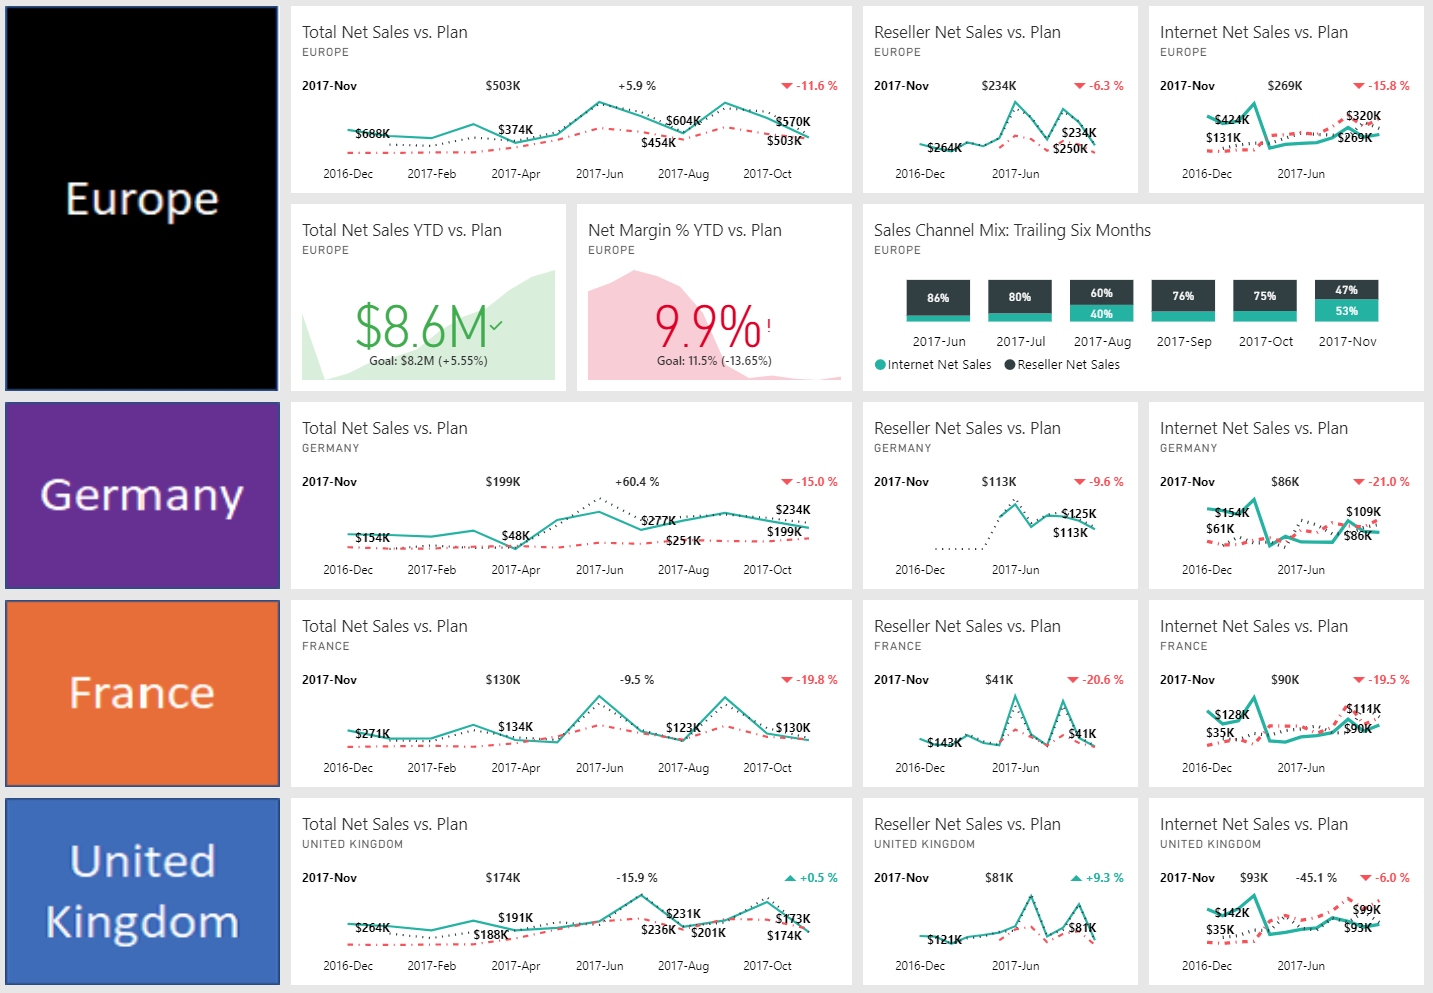 Europe
Total Net Sales vs. Plan
EUROPE
2017-Nov $503K +5.9 % -11.6 %
$688K $374K $604K $454K $570K $503K
2016-Dec 2017-Feb 2017-Apr 2017-Jun 2017-Aug 2017-Oct
Reseller Net Sales vs. Plan
EUROPE
2017-Nov $234K -6.3 %
$264K $234K $250K
2016-Dec 2017-Jun
Internet Net Sales vs. Plan
EUROPE
2017-Nov $269K -15.8 %
$424K $131K $320K $269K
2016-Dec 2017-Jun
Total Net Sales YTD vs. Plan
EUROPE
$8.6M
Goal: $8.2M (+5.55%)
Net Margin % YTD vs. Plan
EUROPE
9.9% !
Goal: 11.5% (-13.65%)
Sales Channel Mix: Trailing Six Months
EUROPE
86% 80% 60% 76% 75% 47%
40% 53%
2017-Jun 2017-Jul 2017-Aug 2017-Sep 2017-Oct 2017-Nov
Internet Net Sales Reseller Net Sales
Germany
Total Net Sales vs. Plan
GERMANY
2017-Nov $199K +60.4 % -15.0 %
$154K $48K $277K $251K $234K $199K
2016-Dec 2017-Feb 2017-Apr 2017-Jun 2017-Aug 2017-Oct
Reseller Net Sales vs. Plan
GERMANY
2017-Nov $113K -9.6 %
$125K $113K
2016-Dec 2017-Jun
Internet Net Sales vs. Plan
GERMANY
2017-Nov $86K -21.0 %
$154K $61K $109K $86K
2016-Dec 2017-Jun
France
Total Net Sales vs. Plan
FRANCE
2017-Nov $130K -9.5 % -19.8 %
$271K $134K $123K $130K
2016-Dec 2017-Feb 2017-Apr 2017-Jun 2017-Aug 2017-Oct
Reseller Net Sales vs. Plan
FRANCE
2017-Nov $41K -20.6 %
$143K $41K
2016-Dec 2017-Jun
Internet Net Sales vs. Plan
FRANCE
2017-Nov $90K -19.5 %
$128K $35K $111K $90K
2016-Dec 2017-Jun
United
Kingdom
Total Net Sales vs. Plan
UNITED KINGDOM
2017-Nov $174K -15.9 % +0.5 %
$264K $191K $188K $231K $236K $201K $173K $174K
2016-Dec 2017-Feb 2017-Apr 2017-Jun 2017-Aug 2017-Oct
Reseller Net Sales vs. Plan
UNITED KINGDOM
2017-Nov $81K +9.3 %
$121K $81K
2016-Dec 2017-Jun
Internet Net Sales vs. Plan
UNITED KINGDOM
2017-Nov $93K -45.1 % -6.0 %
$142K $35K $99K $93K
2016-Dec 2017-Jun